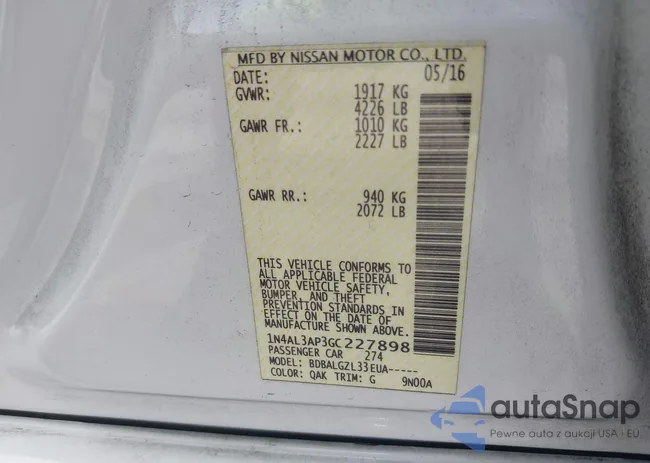 MFD BY NISSAN MOTOR CO., LTD.
DATE: 05/16
GVWR: 1917 KG
4226 LB
GAWR FR.: 1010 KG
2227 LB
GAWR RR.: 940 KG
2072 LB
THIS VEHICLE CONFORMS TO
ALL APPLICABLE FEDERAL
MOTOR VEHICLE SAFETY,
BUMPER, AND THEFT
PREVENTION STANDARDS IN
EFFECT ON THE DATE OF
MANUFACTURE SHOWN ABOVE.
1N4AL3AP3GC227898
PASSENGER CAR 274
MODEL: BDBALGZL33EUA-----
COLOR: QAK TRIM: G 9N00A
autaSnap
Pewne auta z aukcji USA · EU